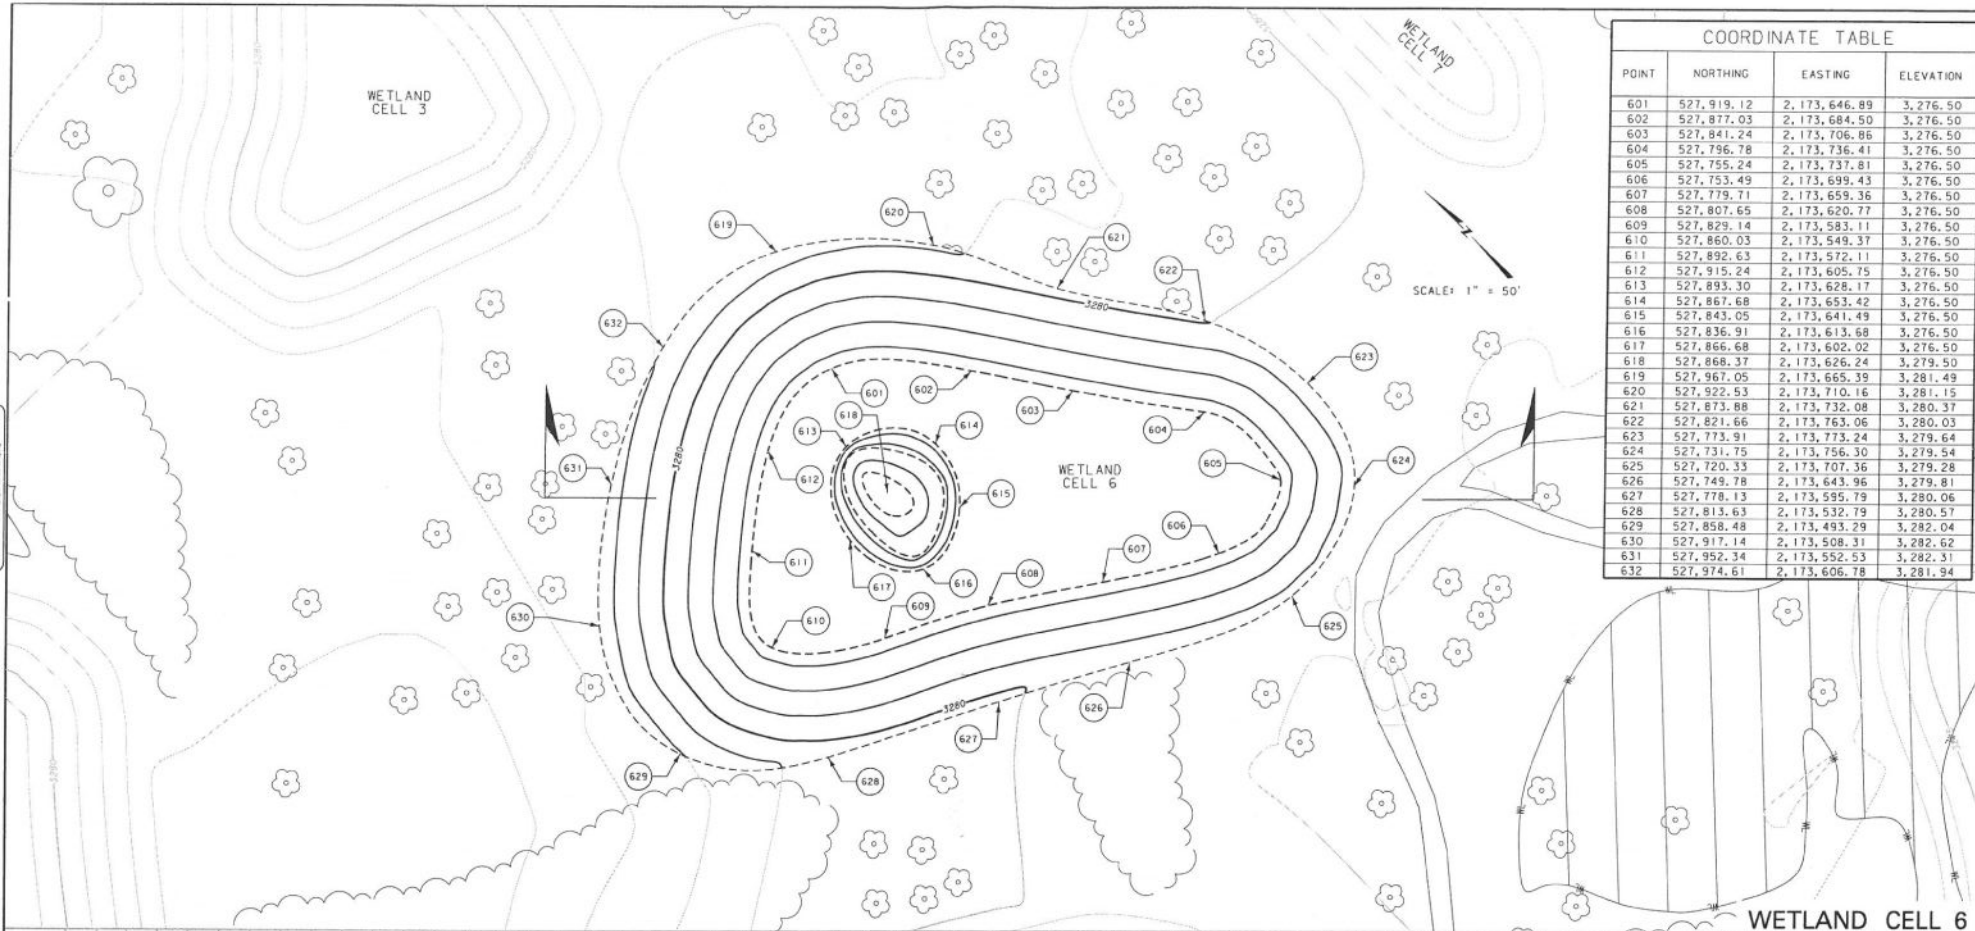 WETLAND
CELL 3
WETLAND
CELL 7
COORDINATE TABLE
POINT NORTHING EASTING ELEVATION
601 527,919.12 2,173,646.89 3,276.50
602 527,877.03 2,173,684.50 3,276.50
603 527,841.24 2,173,706.86 3,276.50
604 527,796.78 2,173,736.41 3,276.50
605 527,755.24 2,173,737.81 3,276.50
606 527,753.49 2,173,699.43 3,276.50
607 527,779.71 2,173,659.36 3,276.50
608 527,807.65 2,173,620.77 3,276.50
609 527,829.14 2,173,583.11 3,276.50
610 527,860.03 2,173,549.37 3,276.50
611 527,892.63 2,173,572.11 3,276.50
612 527,915.24 2,173,605.75 3,276.50
613 527,893.30 2,173,628.17 3,276.50
614 527,867.68 2,173,653.42 3,276.50
615 527,843.05 2,173,641.49 3,276.50
616 527,836.91 2,173,613.68 3,276.50
617 527,866.68 2,173,602.02 3,276.50
618 527,868.37 2,173,626.24 3,279.50
619 527,967.05 2,173,665.39 3,281.49
620 527,922.53 2,173,710.16 3,281.15
621 527,873.88 2,173,732.08 3,280.37
622 527,821.66 2,173,763.06 3,280.03
623 527,773.91 2,173,773.24 3,279.64
624 527,731.75 2,173,756.30 3,279.54
625 527,720.33 2,173,707.36 3,279.28
626 527,749.78 2,173,643.96 3,279.81
627 527,778.13 2,173,595.79 3,280.06
628 527,813.63 2,173,532.79 3,280.57
629 527,858.48 2,173,493.29 3,282.04
630 527,917.14 2,173,508.31 3,282.62
631 527,952.34 2,173,552.53 3,282.31
632 527,974.61 2,173,606.78 3,281.94
3280
3280
619
620
621
622
Z
SCALE: 1" = 50'
3280
632
623
601
602
603
618
604
613
614
3280
631
612
WETLAND
CELL 6
605
624
615
606
611
607
617
616
608
609
610
630
625
3280
627
626
3280
629
628
WL
WL
WL
WL
WL
WL
WL
WL
WL
WL
WETLAND CELL 6